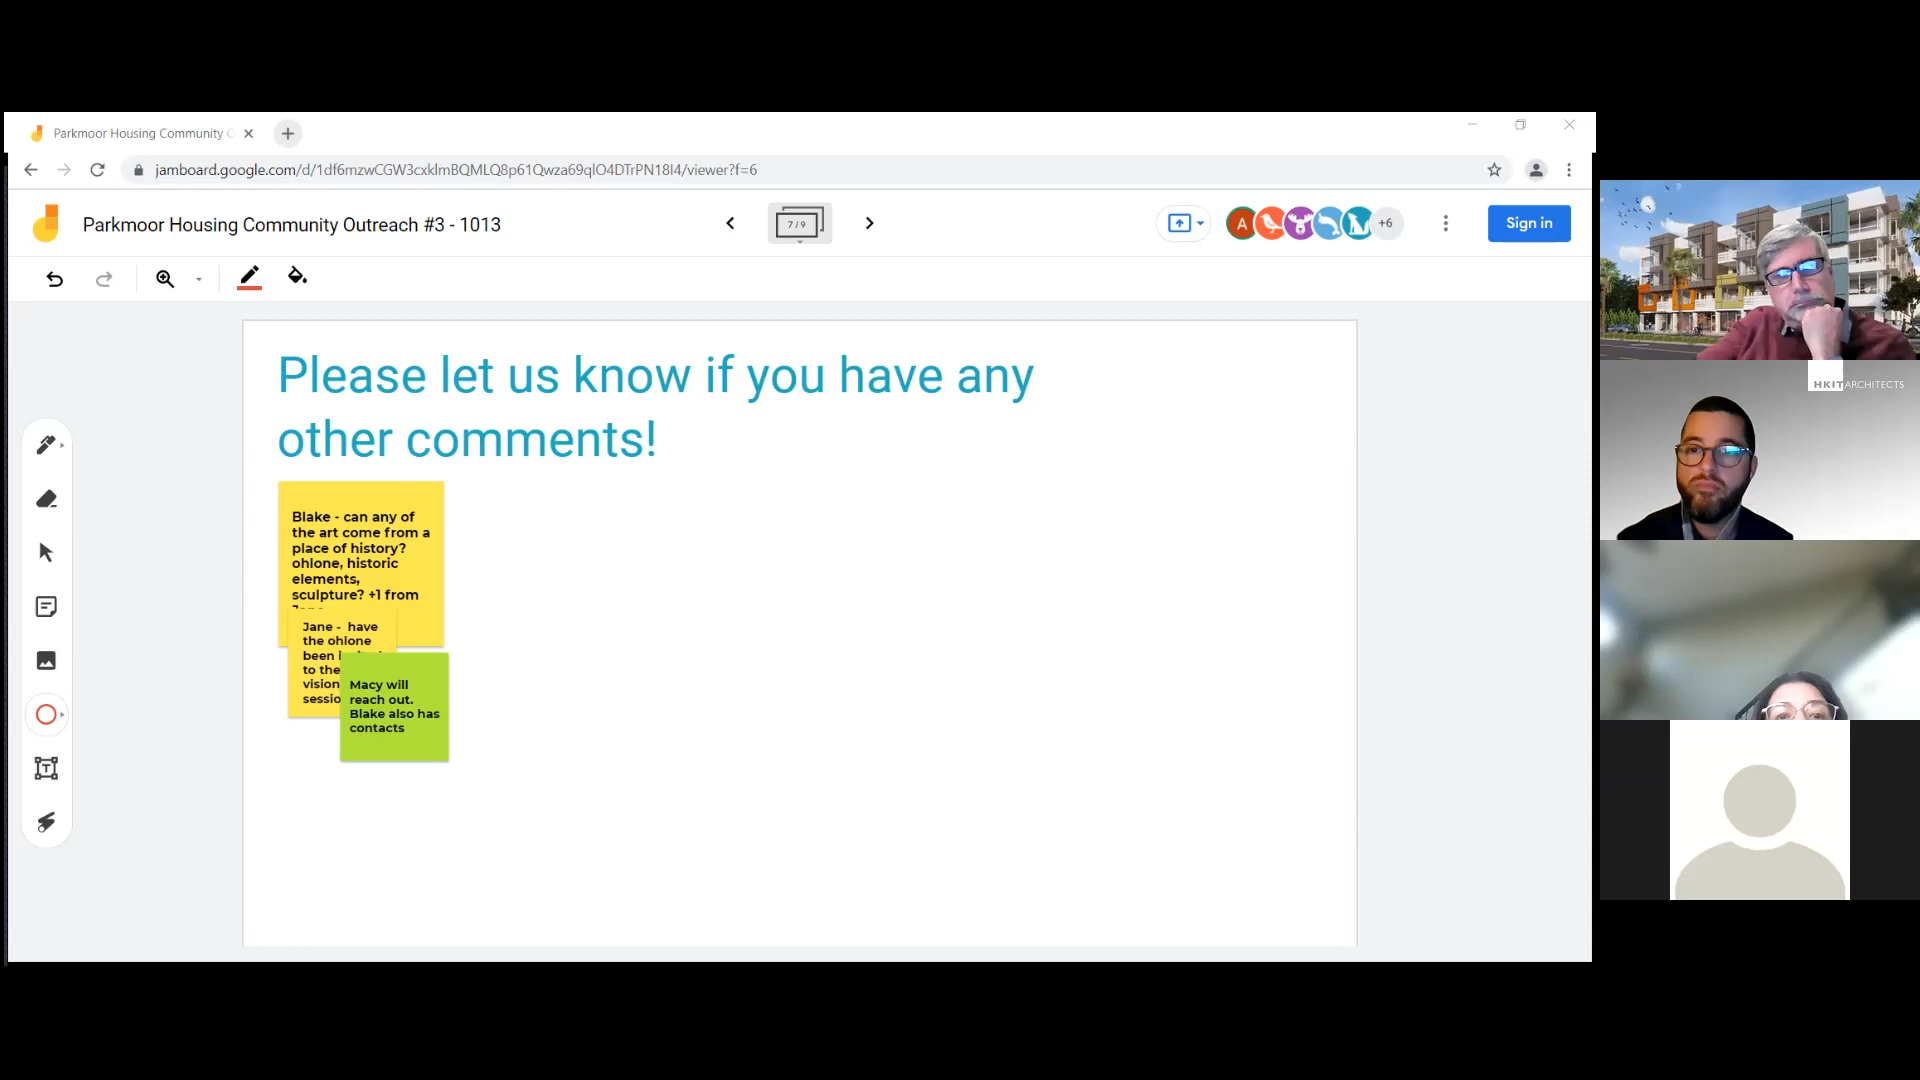 Parkmoor Housing Community
jamboard.google.com/d/1df6mzwCGW3cxklmBQMLQ8p61Qwza69qlO4DTrPN18I4/viewer?f=6
Parkmoor Housing Community Outreach #3 - 1013
7 / 9
A
+6
Sign in
HKIT ARCHITECTS
Please let us know if you have any
other comments!
Blake - can any of
the art come from a
place of history?
ohlone, historic
elements,
sculpture? +1 from
Jane - have
the ohlone
been
to the
vision
sessio
Macy will
reach out.
Blake also has
contacts